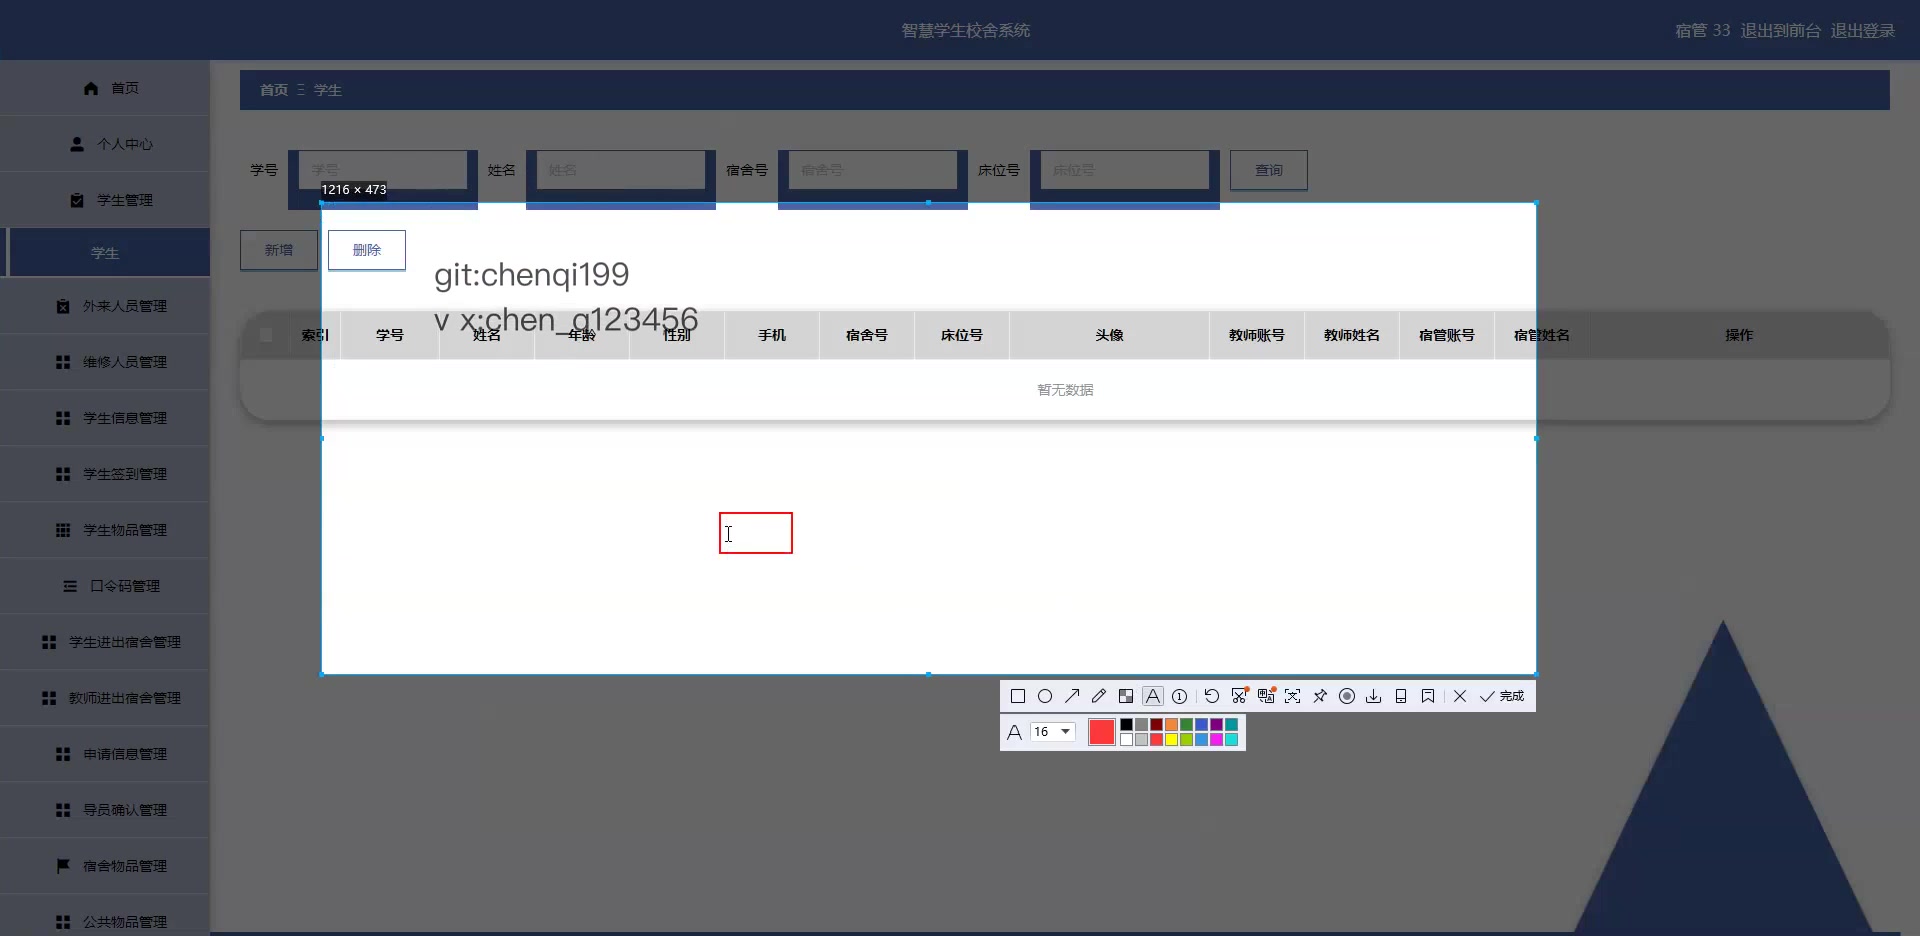 智慧学生校舍系统
宿管 33 退出到前台 退出登录
首页
个人中心
学生管理
学生
外来人员管理
维修人员管理
学生信息管理
学生签到管理
学生物品管理
口令码管理
学生进出宿舍管理
教师进出宿舍管理
申请信息管理
导员确认管理
宿舍物品管理
公共物品管理
首页 Ξ 学生
学号 学号 姓名 姓名 宿舍号 宿舍号 床位号 床位号 查询
1216 × 473
新增 删除
git:chenqi199
v x:chen_q123456
索引 学号 姓名 年龄 性别 手机 宿舍号 床位号 头像 教师账号 教师姓名 宿管账号 宿管姓名 操作
暂无数据
完成
A 16